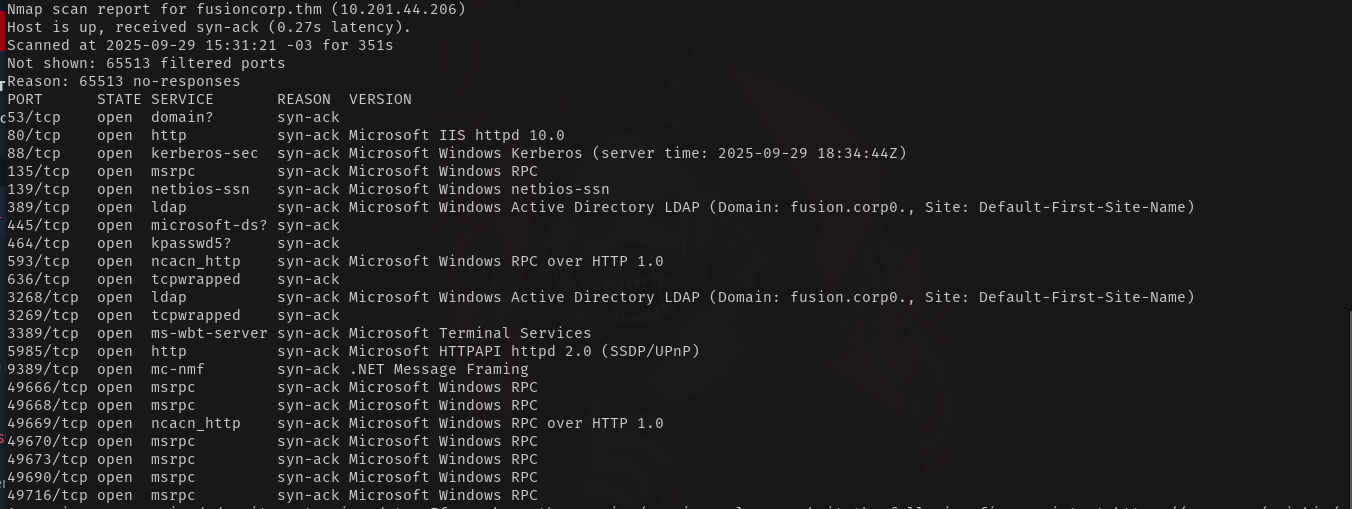 Nmap scan report for fusioncorp.thm (10.201.44.206)
Host is up, received syn-ack (0.27s latency).
Scanned at 2025-09-29 15:31:21 -03 for 351s
Not shown: 65513 filtered ports
Reason: 65513 no-responses
PORT      STATE SERVICE       REASON  VERSION
53/tcp    open  domain?       syn-ack
80/tcp    open  http          syn-ack Microsoft IIS httpd 10.0
88/tcp    open  kerberos-sec  syn-ack Microsoft Windows Kerberos (server time: 2025-09-29 18:34:44Z)
135/tcp   open  msrpc         syn-ack Microsoft Windows RPC
139/tcp   open  netbios-ssn   syn-ack Microsoft Windows netbios-ssn
389/tcp   open  ldap          syn-ack Microsoft Windows Active Directory LDAP (Domain: fusion.corp0., Site: Default-First-Site-Name)
445/tcp   open  microsoft-ds? syn-ack
464/tcp   open  kpasswd5?     syn-ack
593/tcp   open  ncacn_http    syn-ack Microsoft Windows RPC over HTTP 1.0
636/tcp   open  tcpwrapped    syn-ack
3268/tcp  open  ldap          syn-ack Microsoft Windows Active Directory LDAP (Domain: fusion.corp0., Site: Default-First-Site-Name)
3269/tcp  open  tcpwrapped    syn-ack
3389/tcp  open  ms-wbt-server syn-ack Microsoft Terminal Services
5985/tcp  open  http          syn-ack Microsoft HTTPAPI httpd 2.0 (SSDP/UPnP)
9389/tcp  open  mc-nmf        syn-ack .NET Message Framing
49666/tcp open  msrpc         syn-ack Microsoft Windows RPC
49668/tcp open  msrpc         syn-ack Microsoft Windows RPC
49669/tcp open  ncacn_http    syn-ack Microsoft Windows RPC over HTTP 1.0
49670/tcp open  msrpc         syn-ack Microsoft Windows RPC
49673/tcp open  msrpc         syn-ack Microsoft Windows RPC
49690/tcp open  msrpc         syn-ack Microsoft Windows RPC
49716/tcp open  msrpc         syn-ack Microsoft Windows RPC